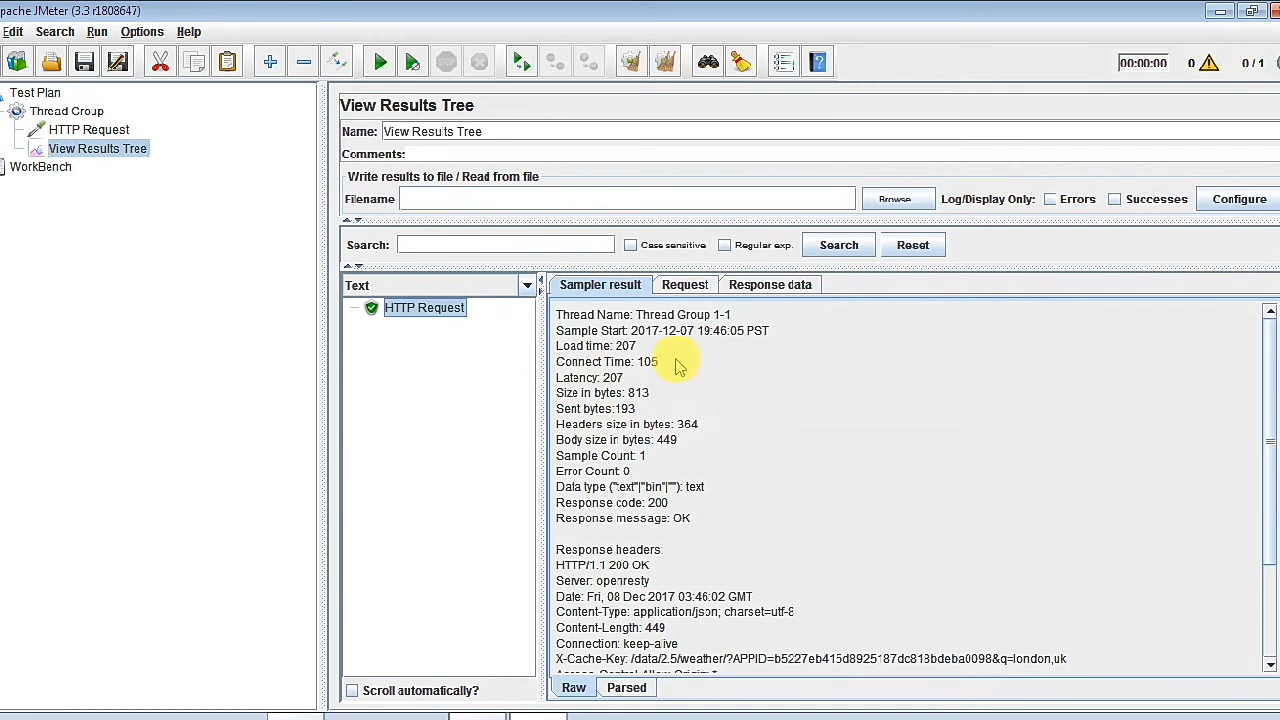 pache JMeter (3.3 r1808647)
Edit Search Run Options Help
00:00:00 0 0 / 1
Test Plan
Thread Group
HTTP Request
View Results Tree
WorkBench
View Results Tree
Name: View Results Tree
Comments:
Write results to file / Read from file
Filename Browse... Log/Display Only: Errors Successes Configure
Search: Case sensitive Regular exp. Search Reset
Text
HTTP Request
Scroll automatically?
Sampler result Request Response data
Thread Name: Thread Group 1-1
Sample Start: 2017-12-07 19:46:05 PST
Load time: 207
Connect Time: 105
Latency: 207
Size in bytes: 813
Sent bytes:193
Headers size in bytes: 364
Body size in bytes: 449
Sample Count: 1
Error Count: 0
Data type ("text"|"bin"|""): text
Response code: 200
Response message: OK
Response headers:
HTTP/1.1 200 OK
Server: openresty
Date: Fri, 08 Dec 2017 03:46:02 GMT
Content-Type: application/json; charset=utf-8
Content-Length: 449
Connection: keep-alive
X-Cache-Key: /data/2.5/weather/?APPID=b5227eb415d8925187dc818bdeba0098&q=london,uk
Raw Parsed